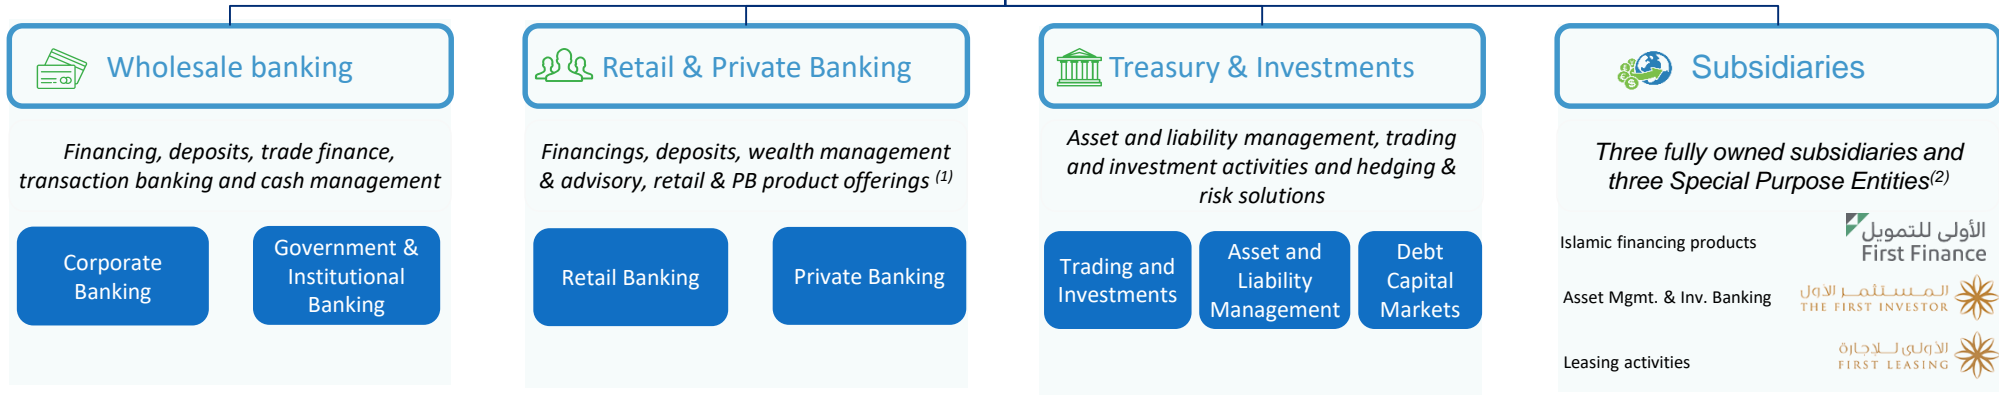 Wholesale banking
Financing, deposits, trade finance,
transaction banking and cash management
Corporate
Banking
Government &
Institutional
Banking
Retail & Private Banking
Financings, deposits, wealth management
& advisory, retail & PB product offerings (1)
Retail Banking
Private Banking
Treasury & Investments
Asset and liability management, trading
and investment activities and hedging &
risk solutions
Trading and
Investments
Asset and
Liability
Management
Debt
Capital
Markets
Subsidiaries
Three fully owned subsidiaries and
three Special Purpose Entities(2)
Islamic financing products
الأولى للتمويل
First Finance
Asset Mgmt. & Inv. Banking
المستثمر الأول
THE FIRST INVESTOR
Leasing activities
الأولى للإجارة
FIRST LEASING